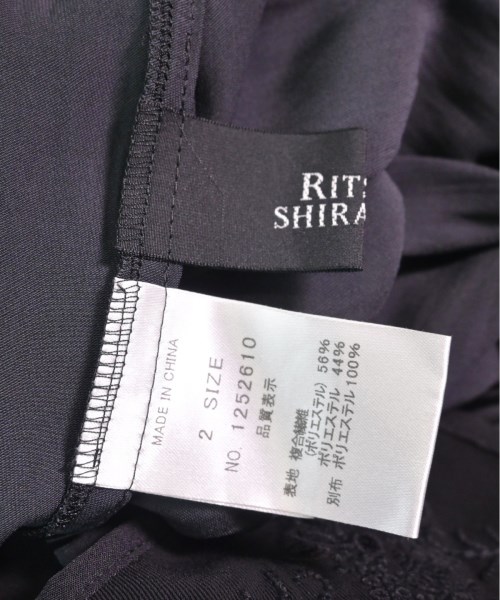 RITS
SHIRA
MADE IN CHINA
2 SIZE
NO. 1252610
品質表示
表地 複合繊維
(ポリエステル) 56%
ポリエステル 44%
別布 ポリエステル 100%